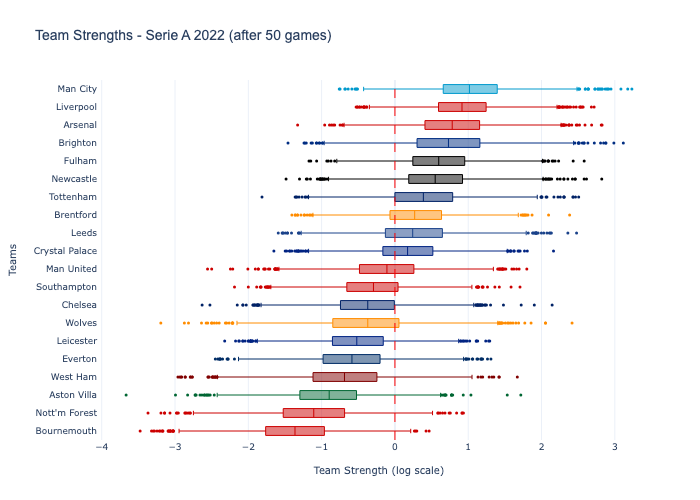 Team Strengths - Serie A 2022 (after 50 games)
Man City
Liverpool
Arsenal
Brighton
Fulham
Newcastle
Tottenham
Brentford
Leeds
Crystal Palace
Man United
Southampton
Chelsea
Wolves
Leicester
Everton
West Ham
Aston Villa
Nott'm Forest
Bournemouth
Teams
−4 −3 −2 −1 0 1 2 3
Team Strength (log scale)